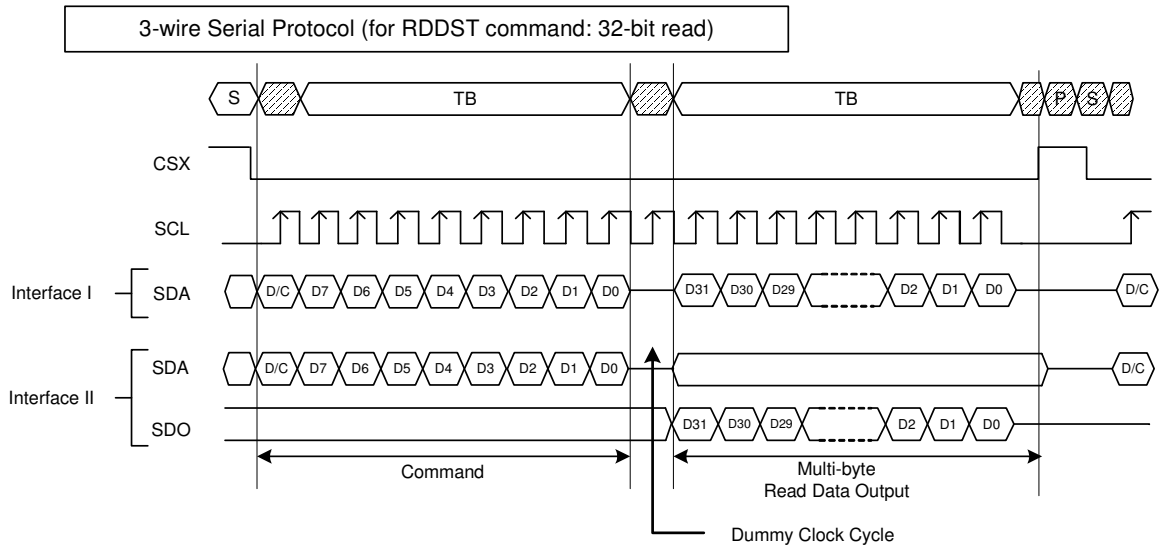 3-wire Serial Protocol (for RDDST command: 32-bit read)
S TB TB P S
CSX
SCL
Interface I SDA D/C D7 D6 D5 D4 D3 D2 D1 D0 D31 D30 D29 D2 D1 D0 D/C
SDA D/C D7 D6 D5 D4 D3 D2 D1 D0 D/C
Interface II
SDO D31 D30 D29 D2 D1 D0
Command Multi-byte
Read Data Output
Dummy Clock Cycle